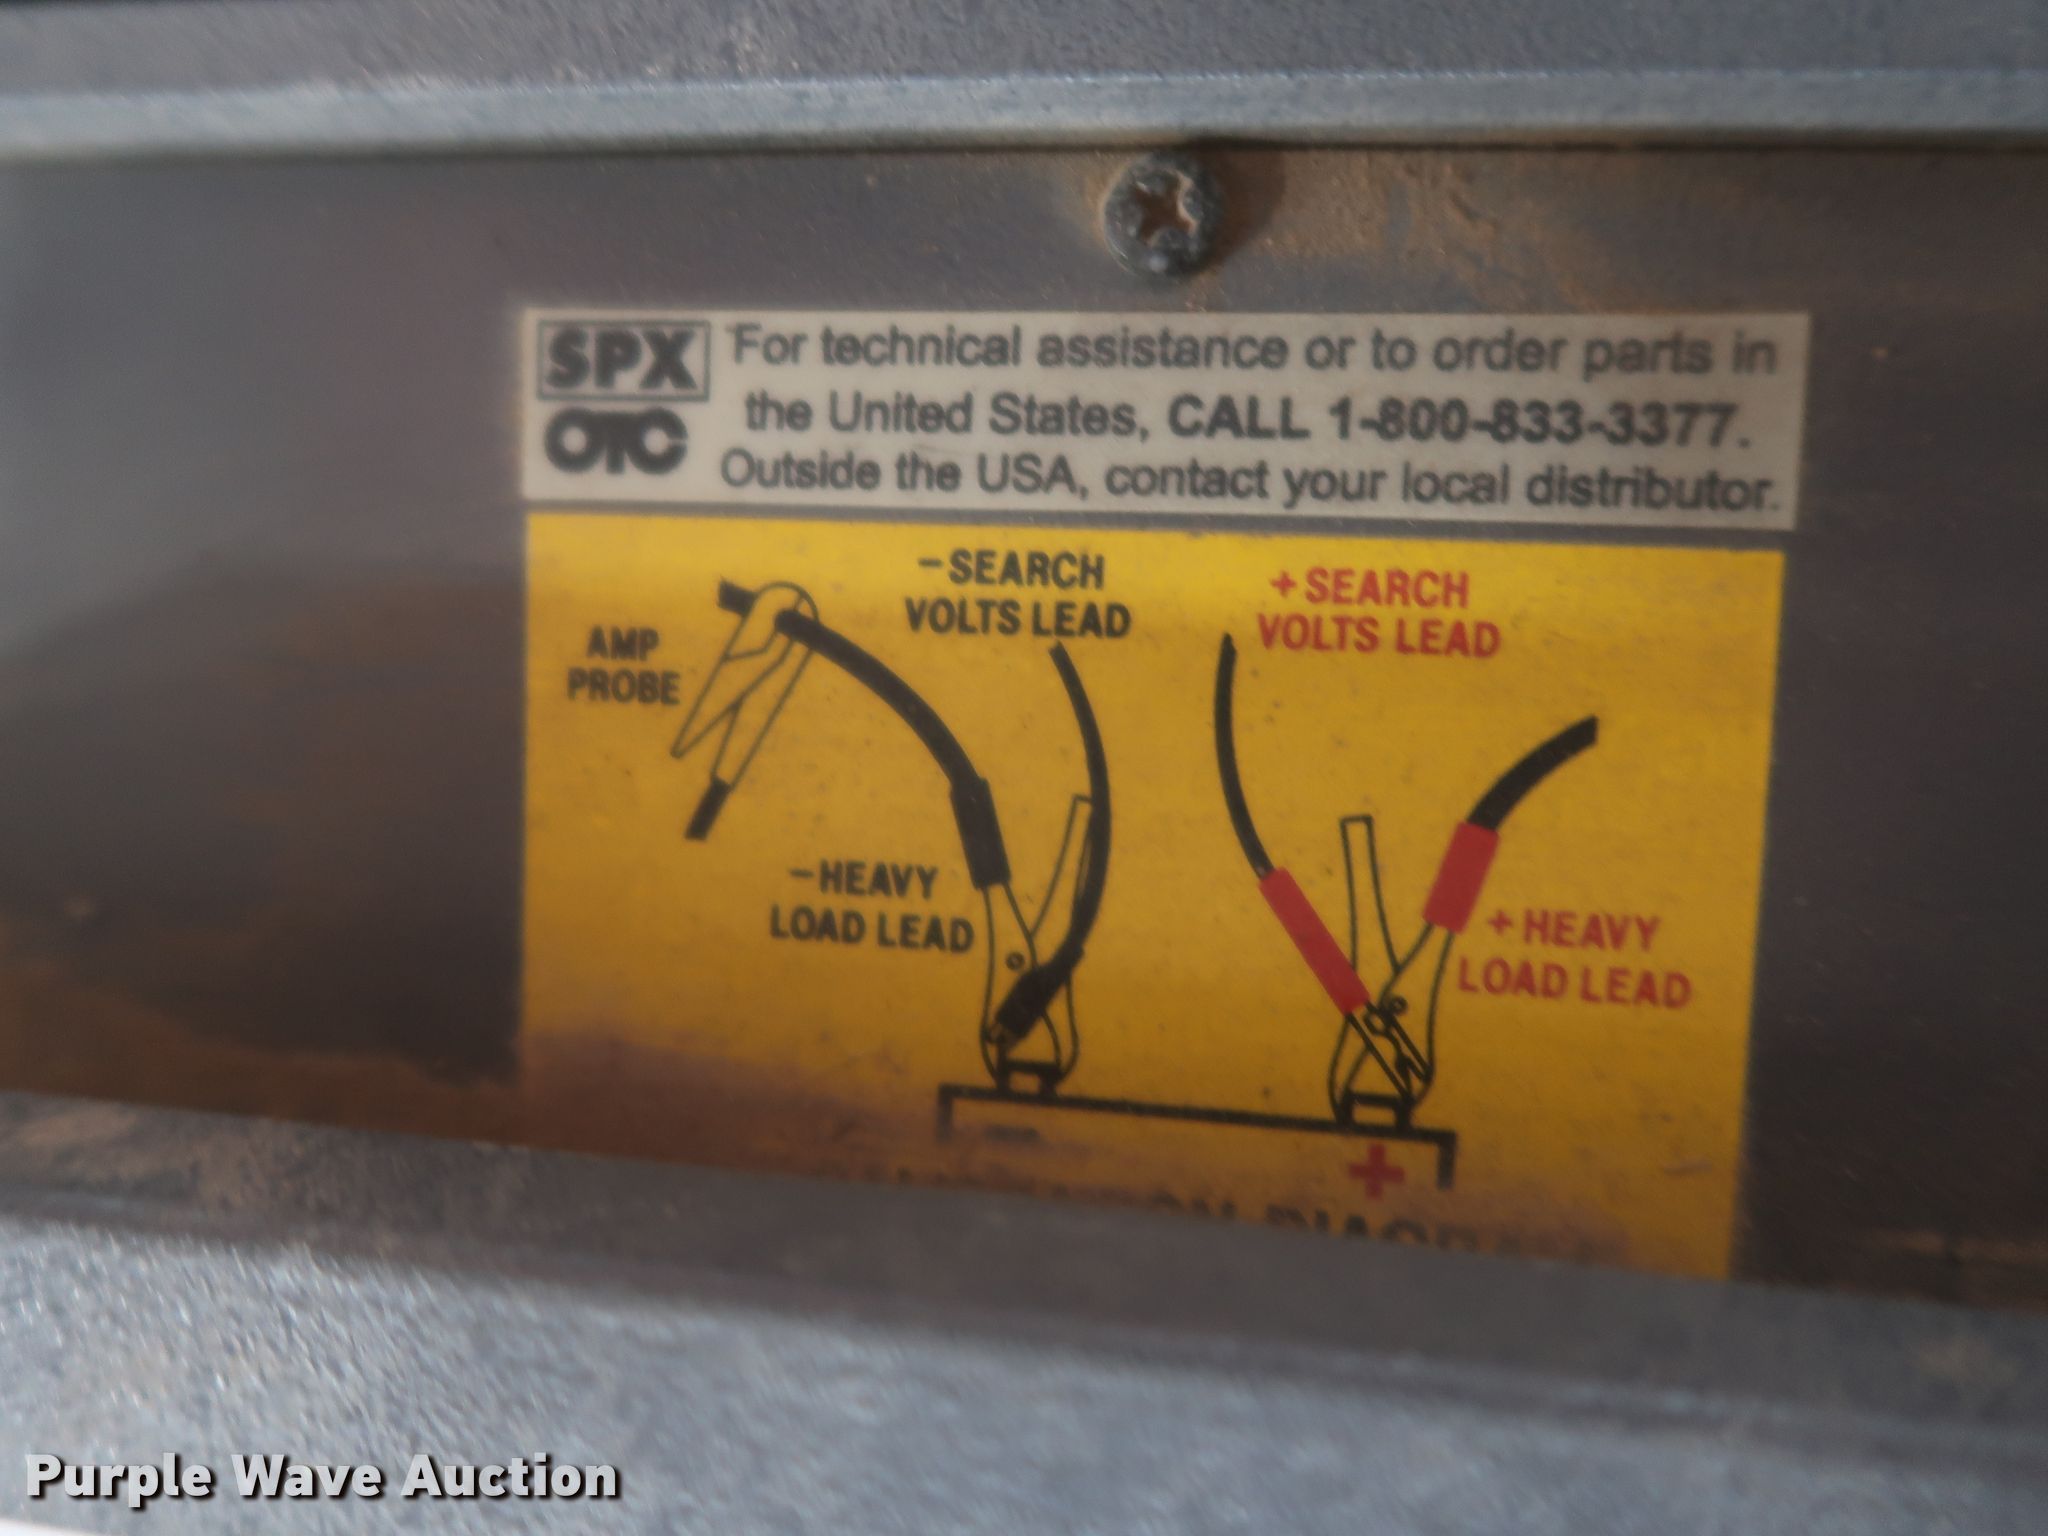 SPX
OTC
For technical assistance or to order parts in
the United States, CALL 1-800-833-3377.
Outside the USA, contact your local distributor.
AMP
PROBE
–SEARCH
VOLTS LEAD
+SEARCH
VOLTS LEAD
–HEAVY
LOAD LEAD
+HEAVY
LOAD LEAD
–
+
Purple Wave Auction